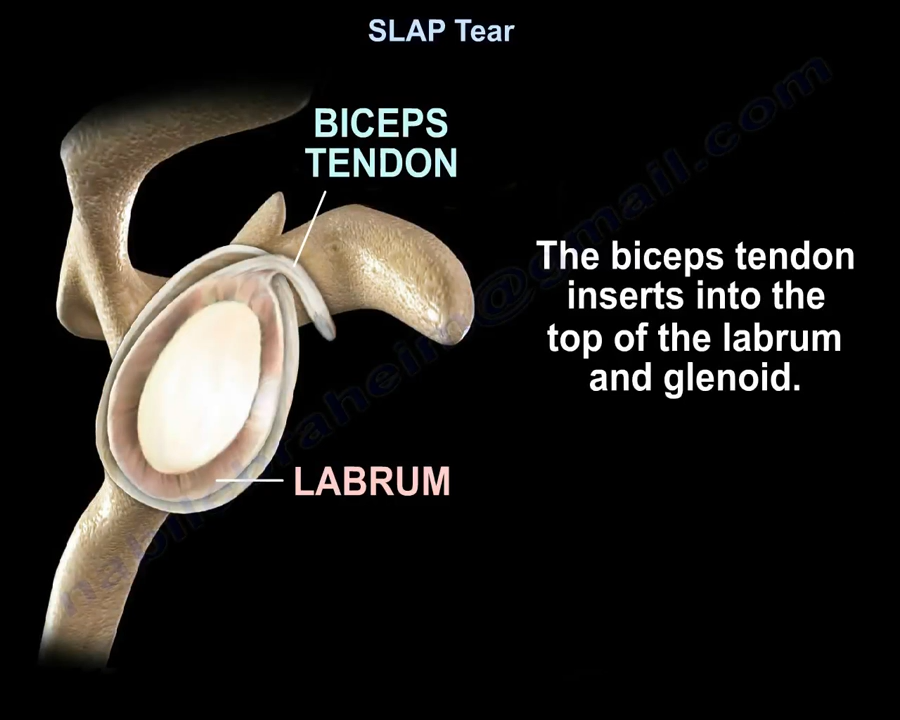 SLAP Tear
BICEPS
TENDON
The biceps tendon
inserts into the
top of the labrum
and glenoid.
LABRUM